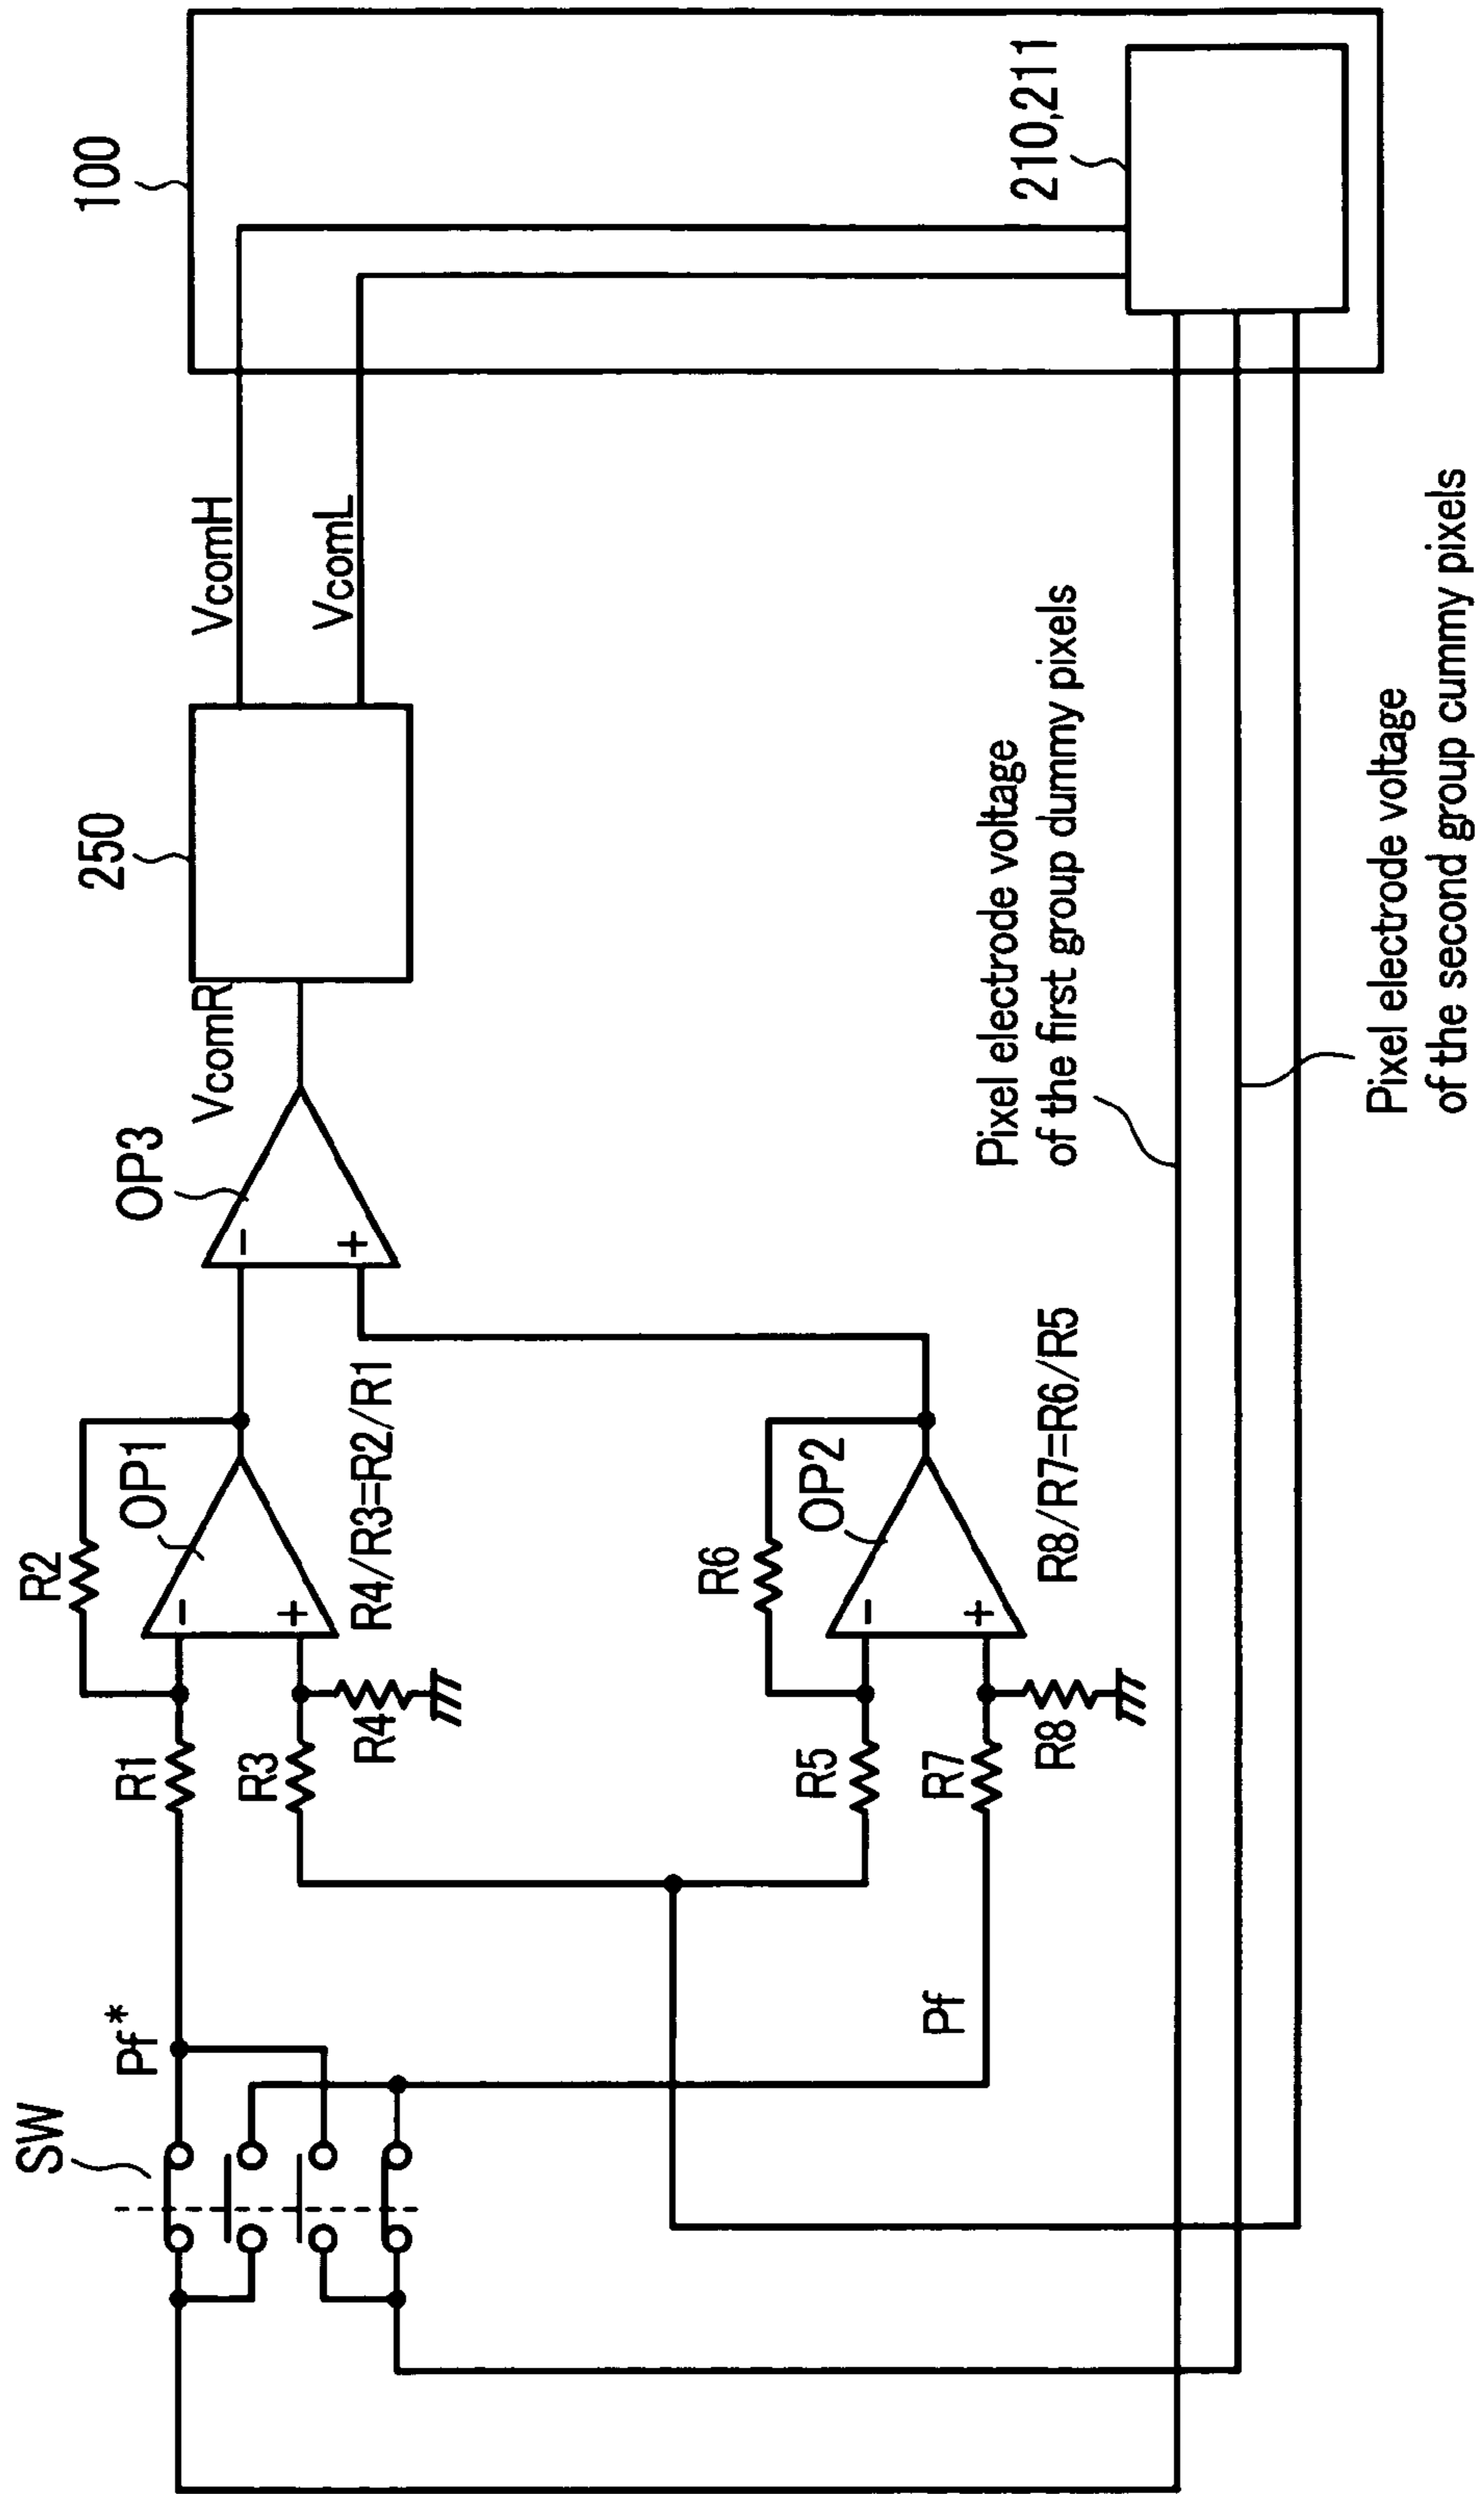 SW
Pf*
Pf
R1
R2
R3
R4
OP1
R4/R3=R2/R1
R5
R6
R7
R8
OP2
R8/R7=R6/R5
OP3
VcomR
250
VcomH
VcomL
100
210,211
Pixel electrode voltage
of the first group dummy pixels
Pixel electrode voltage
of the second group cummy pixels
-
+
-
+
-
+